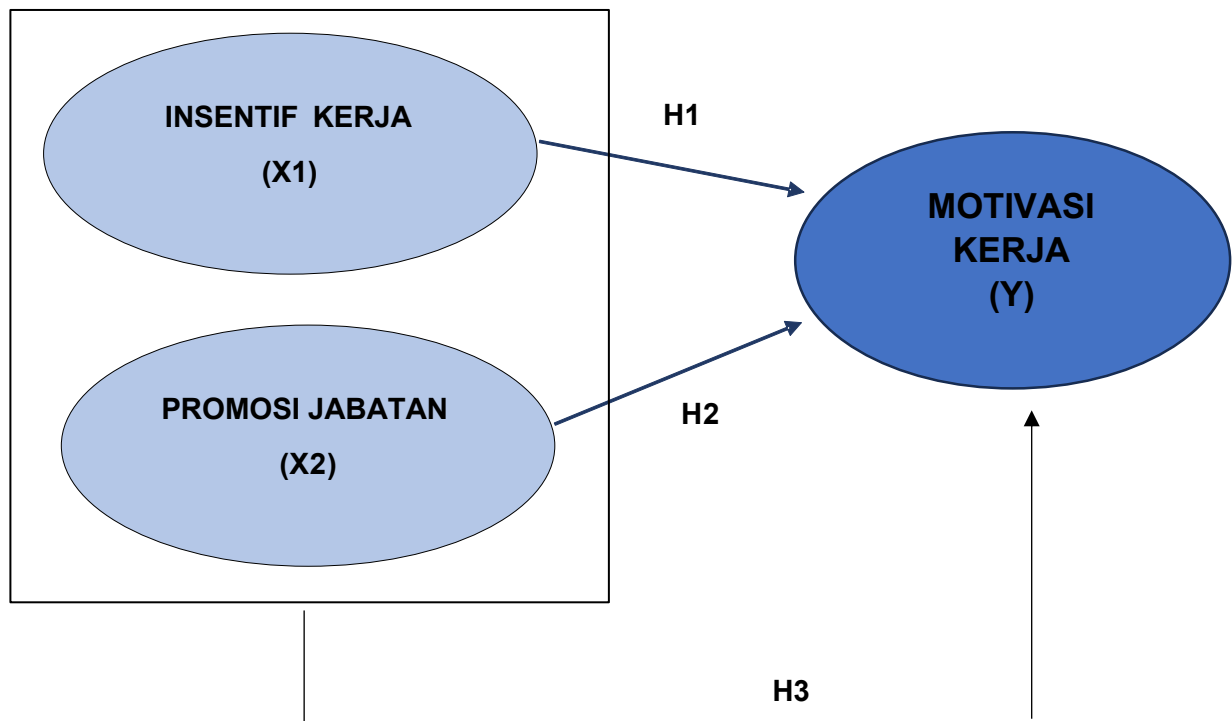 INSENTIF KERJA
(X1)
H1
MOTIVASI
KERJA
(Y)
PROMOSI JABATAN
(X2)
H2
H3